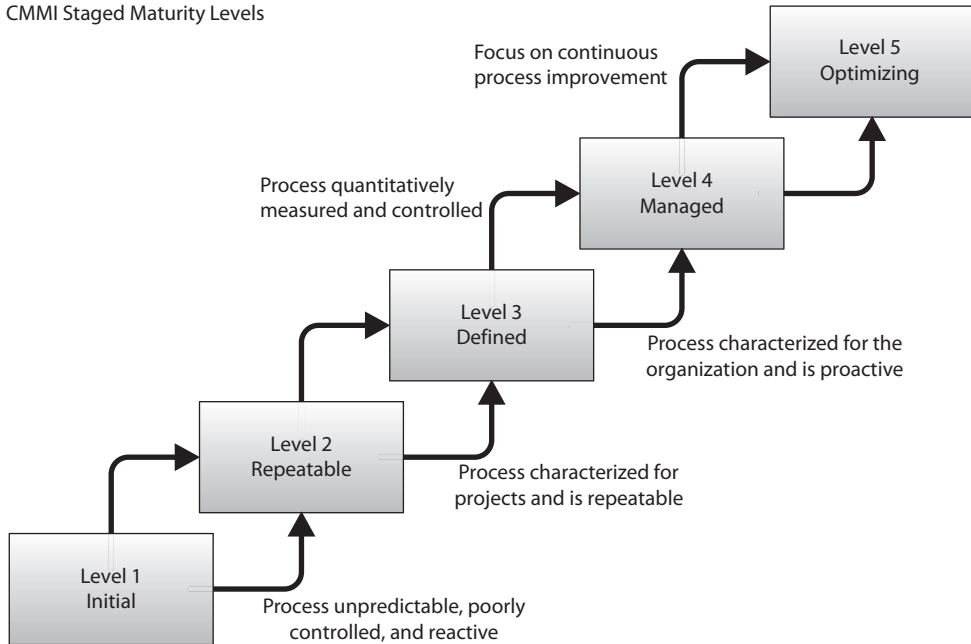 CMMI Staged Maturity Levels
Level 5
Optimizing
Focus on continuous
process improvement
Level 4
Managed
Process quantitatively
measured and controlled
Level 3
Defined
Process characterized for the
organization and is proactive
Level 2
Repeatable
Process characterized for
projects and is repeatable
Level 1
Initial
Process unpredictable, poorly
controlled, and reactive